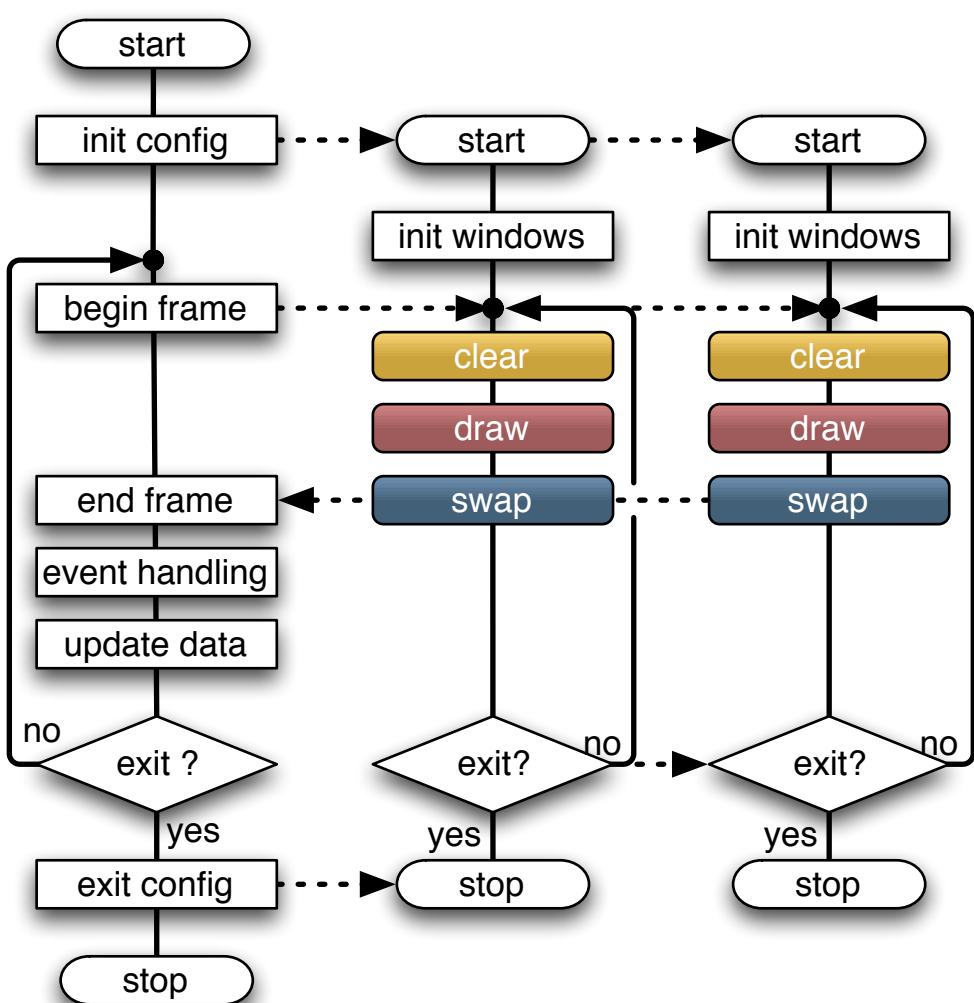 start
init config
begin frame
end frame
event handling
update data
no
exit ?
yes
exit config
stop
start
init windows
clear
draw
swap
exit?
no
yes
stop
start
init windows
clear
draw
swap
exit?
no
yes
stop